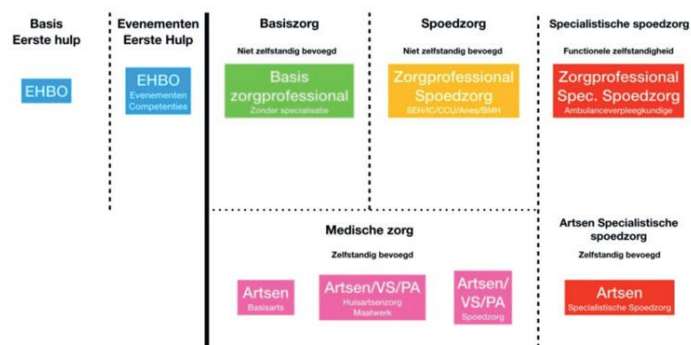 Basis
Eerste hulp
EHBO
Evenementen
Eerste Hulp
EHBO
Evenementen
Competenties
Basiszorg
Niet zelfstandig bevoegd
Basis
zorgprofessional
Zonder specialisatie
Spoedzorg
Niet zelfstandig bevoegd
Zorgprofessional
Spoedzorg
SEH/IC/CCU/Anes/BMH
Specialistische spoedzorg
Functionele zelfstandigheid
Zorgprofessional
Spec. Spoedzorg
Ambulanceverpleegkundige
Medische zorg
Zelfstandig bevoegd
Artsen
Basisarts
Artsen/VS/PA
Huisartsenzorg
Maatwerk
Artsen/
VS/PA
Spoedzorg
Artsen Specialistische
spoedzorg
Zelfstandig bevoegd
Artsen
Specialistische Spoedzorg